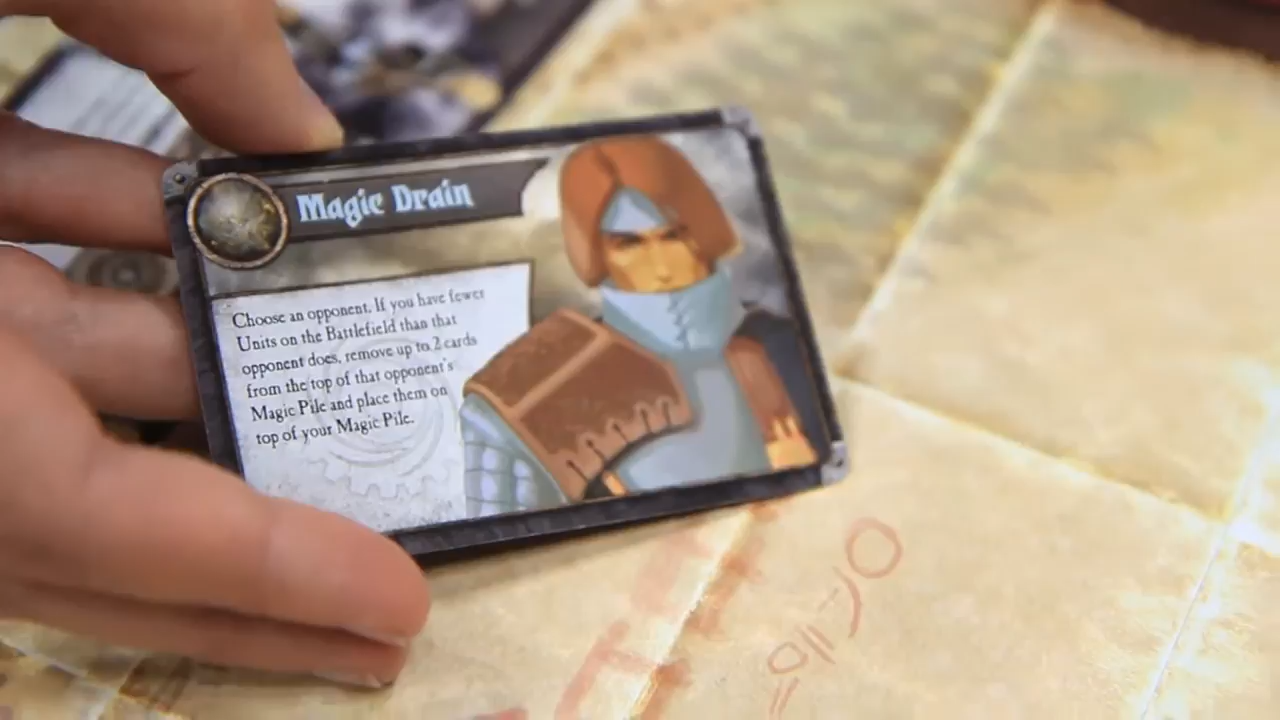 Magic Drain
Choose an opponent. If you have fewer
Units on the Battlefield than that
opponent does, remove up to 2 cards
from the top of that opponent's
Magic Pile and place them on
top of your Magic Pile.